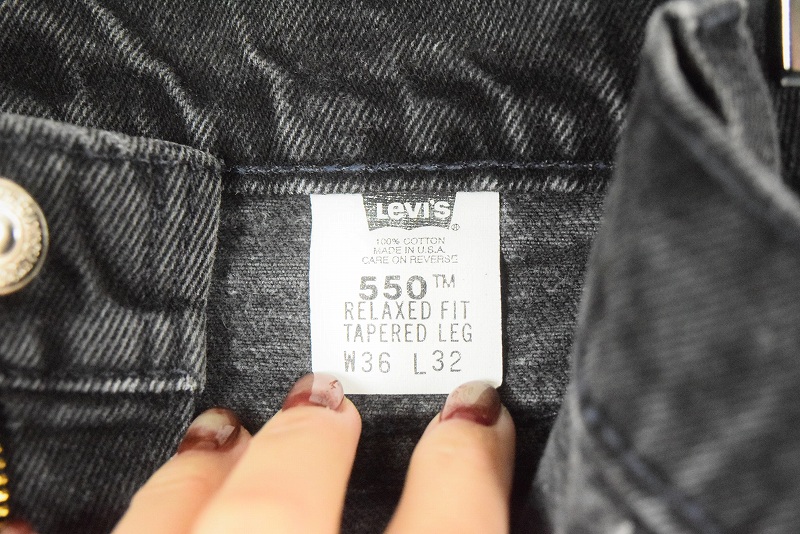 Levi's®
100% COTTON
MADE IN U.S.A.
CARE ON REVERSE
550™
RELAXED FIT
TAPERED LEG
W36 L32